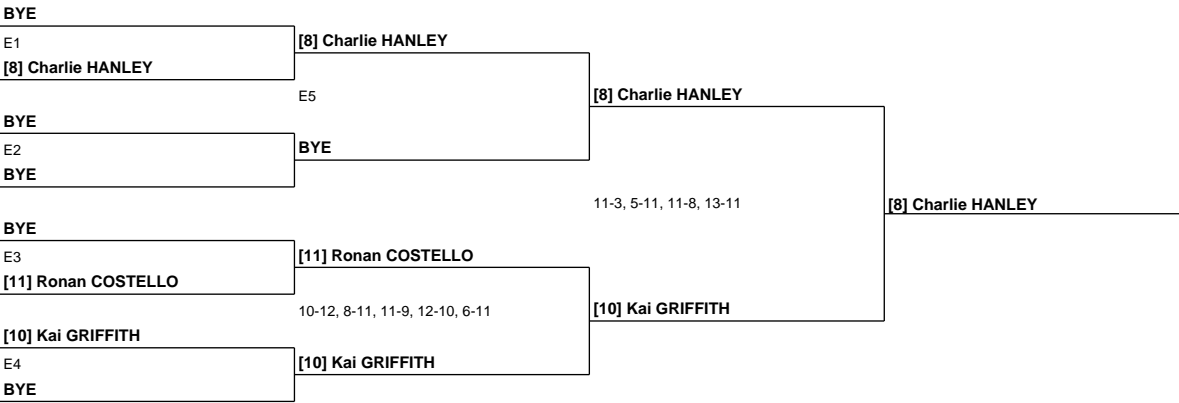 BYE
E1
[8] Charlie HANLEY
[8] Charlie HANLEY
E5
[8] Charlie HANLEY
BYE
E2
BYE
BYE
11-3, 5-11, 11-8, 13-11
[8] Charlie HANLEY
BYE
E3
[11] Ronan COSTELLO
[11] Ronan COSTELLO
10-12, 8-11, 11-9, 12-10, 6-11
[10] Kai GRIFFITH
[10] Kai GRIFFITH
E4
BYE
[10] Kai GRIFFITH